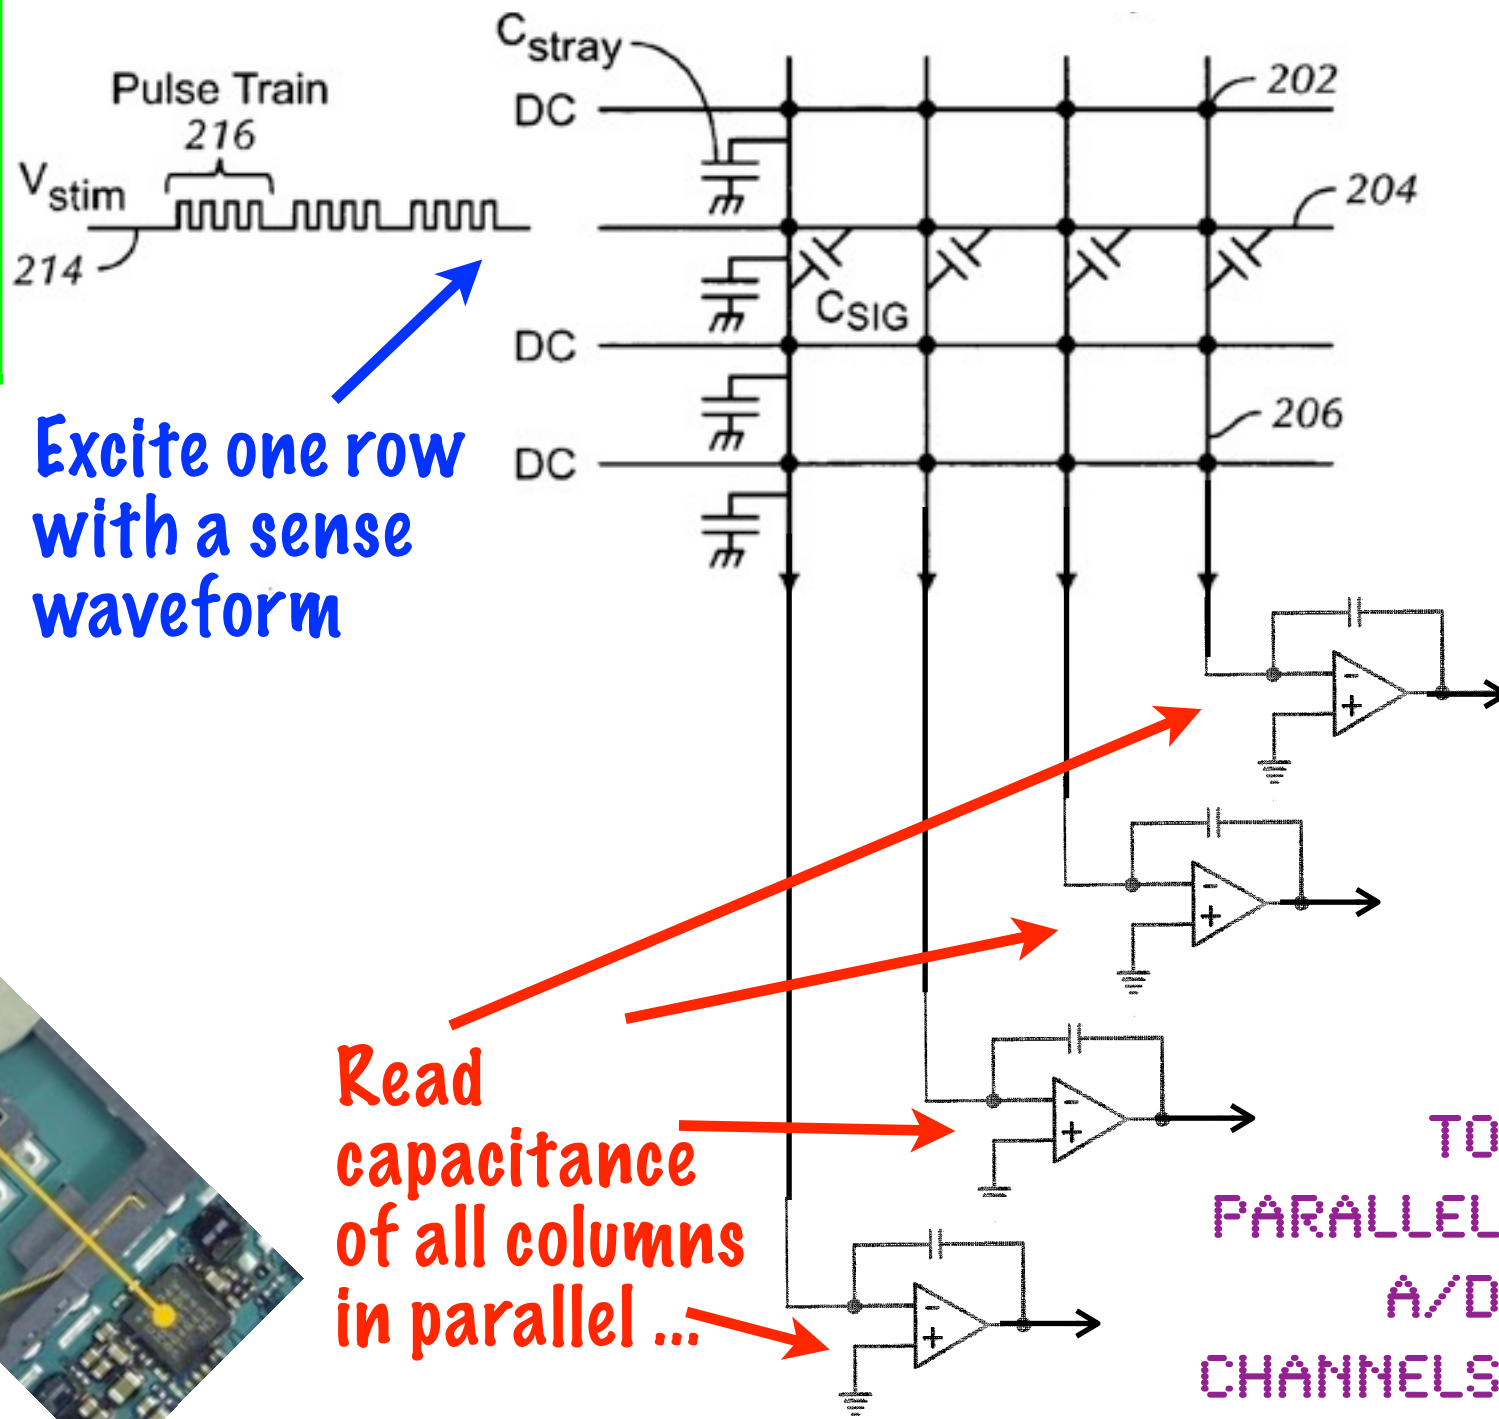 Cstray
Pulse Train
216
DC
202
Vstim
204
214
CSIG
DC
206
DC
Excite one row
with a sense
waveform
-
+
-
+
Read
capacitance
of all columns
in parallel ...
-
+
-
+
TO
PARALLEL
A/D
CHANNELS